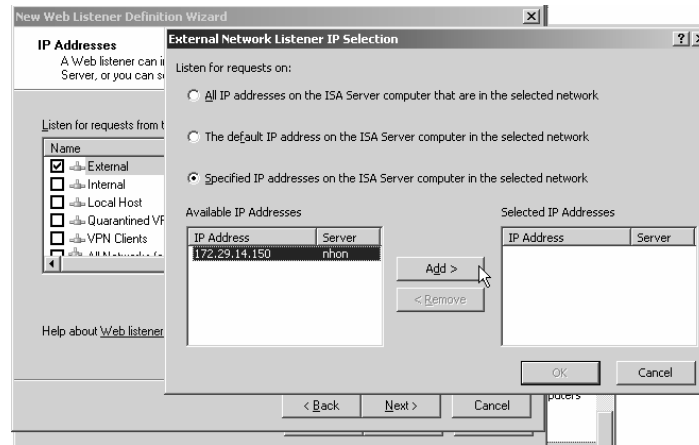 New Web Listener Definition Wizard
IP Addresses
A Web listener can
Server, or you can
Listen for requests from
Name
External
Internal
Local Host
Quarantined
VPN Clients
External Network Listener IP Selection
Listen for requests on:
All IP addresses on the ISA Server computer that are in the selected network
The default IP address on the ISA Server computer in the selected network
Specified IP addresses on the ISA Server computer in the selected network
Available IP Addresses
IP Address Server
172.29.14.150 nhon
Add >
< Remove
Selected IP Addresses
IP Address Server
OK Cancel
Help about Web listener
< Back Next > Cancel